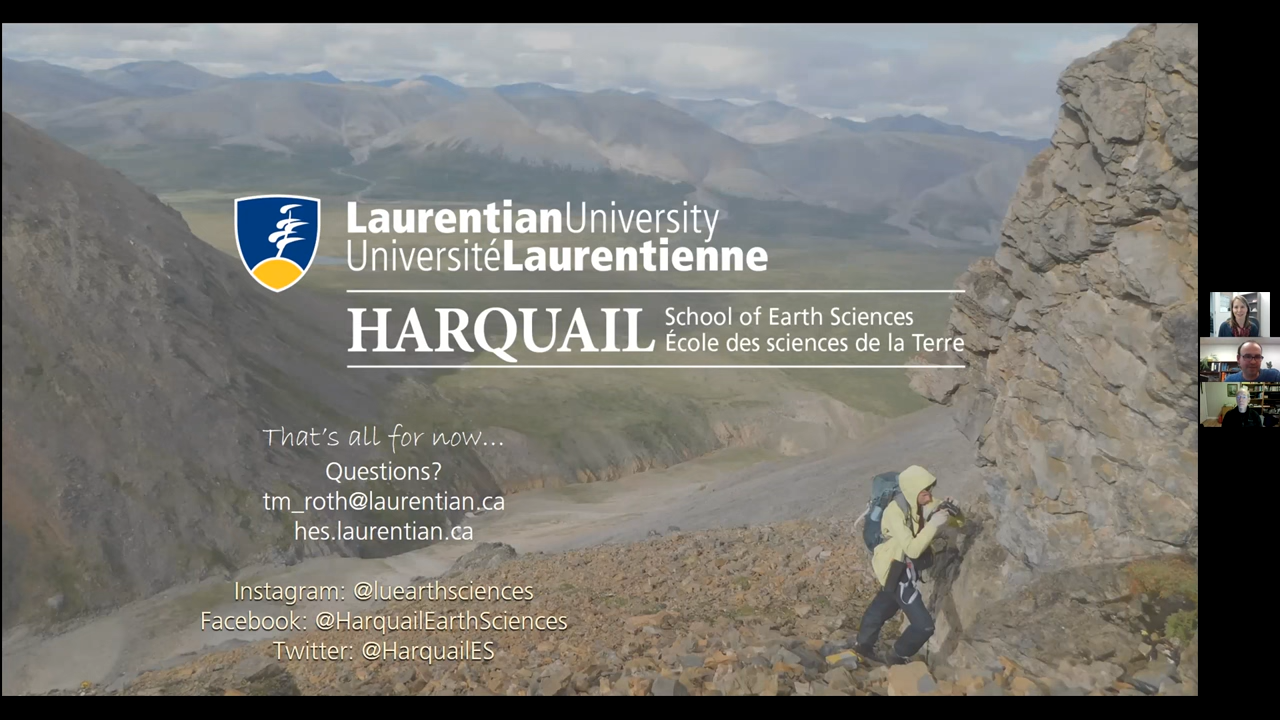 LaurentianUniversity
UniversitéLaurentienne
HARQUAIL
School of Earth Sciences
École des sciences de la Terre
That's all for now...
Questions?
tm_roth@laurentian.ca
hes.laurentian.ca
Instagram: @luearthsciences
Facebook: @HarquailEarthSciences
Twitter: @HarquailES